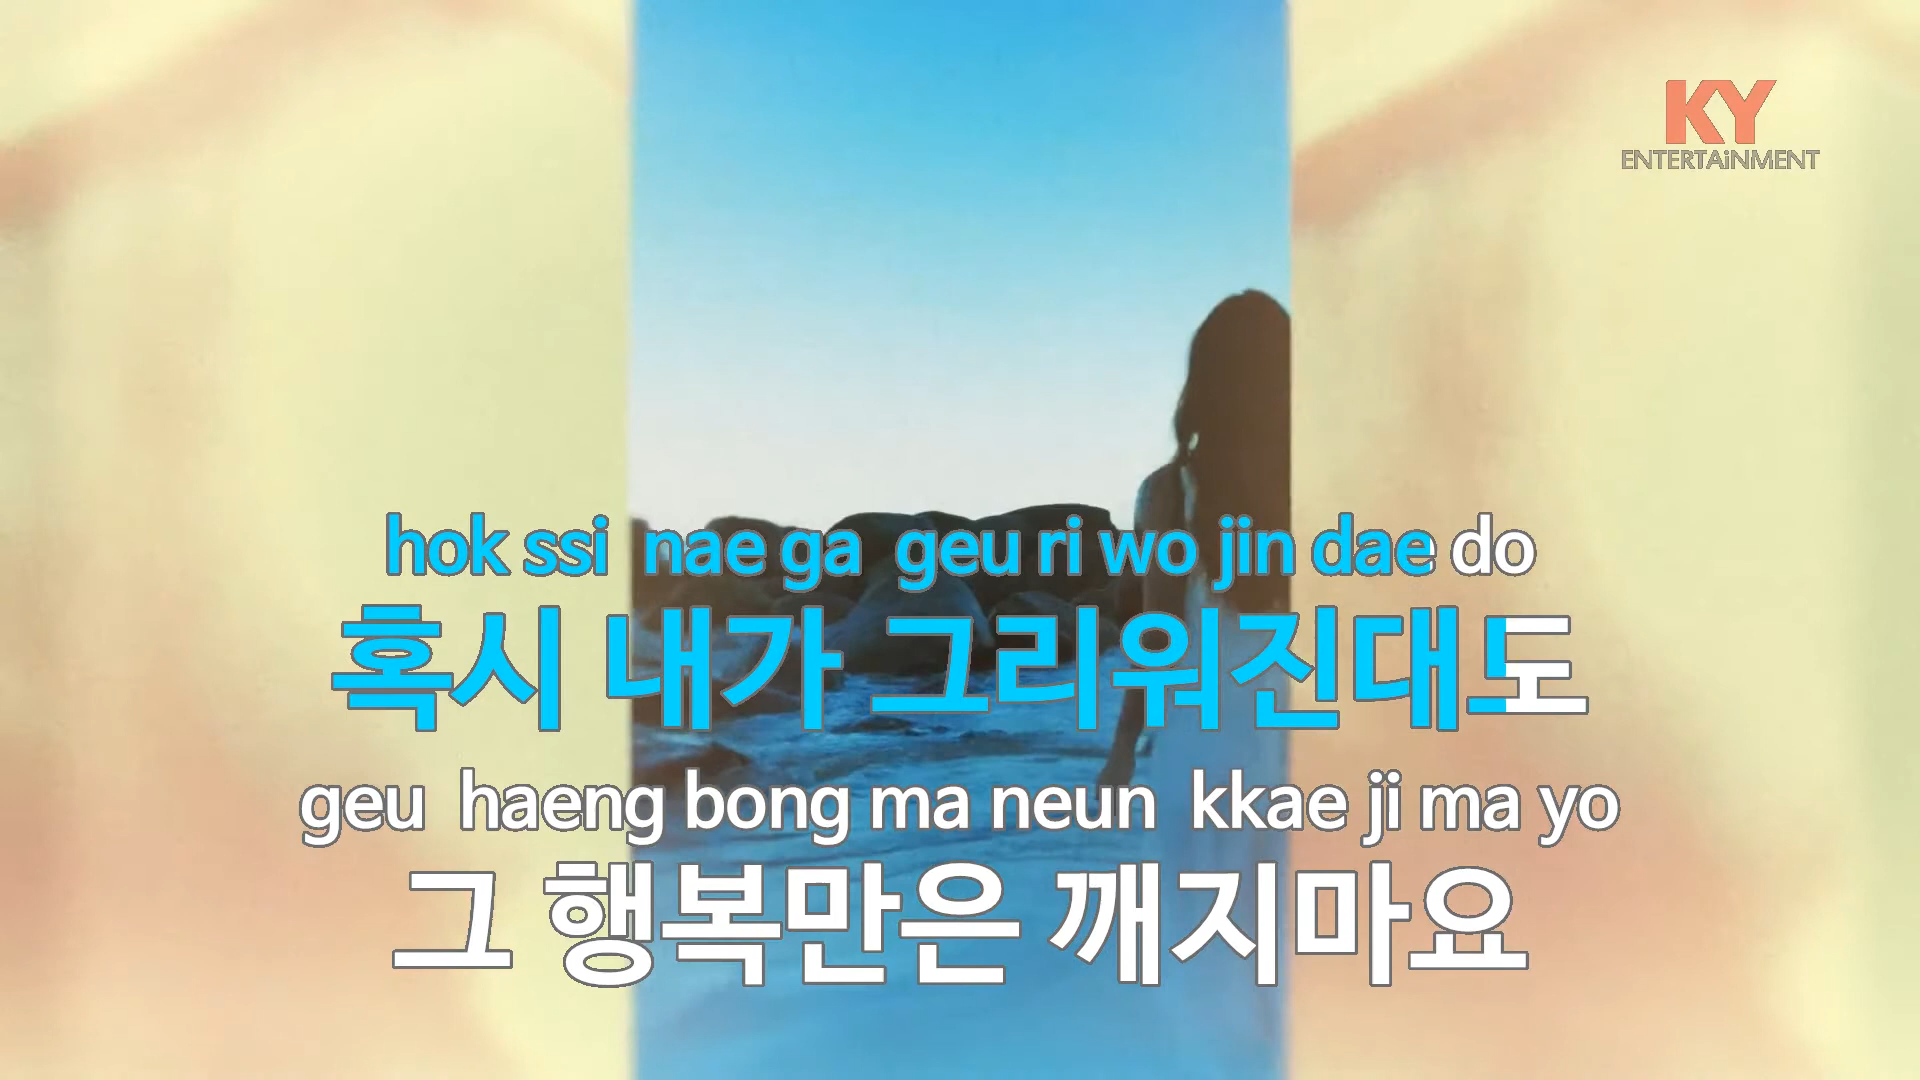 KY
ENTERTAiNMENT
hok ssi nae ga geu ri wo jin dae do
혹시 내가 그리워진대도
geu haeng bong ma neun kkae ji ma yo
그 행복만은 깨지마요